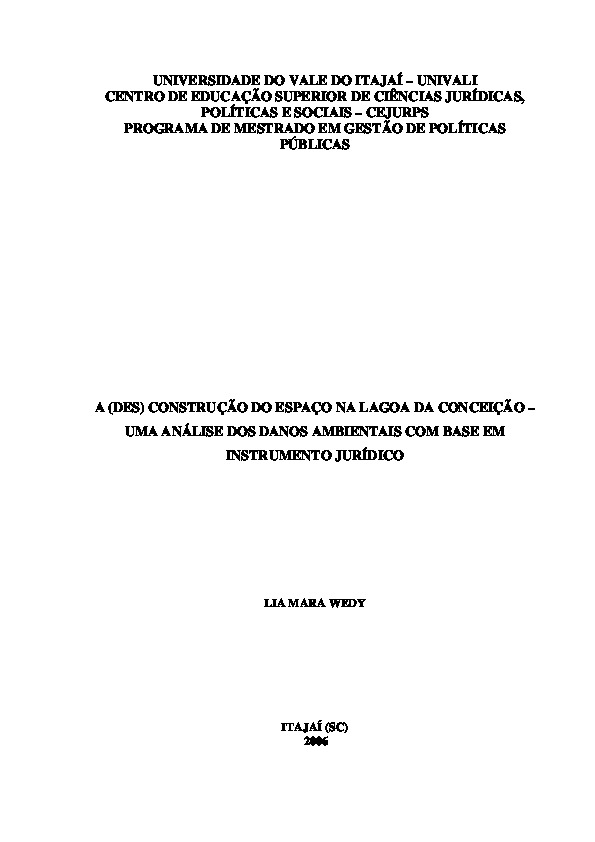 UNIVERSIDADE DO VALE DO ITAJAÍ – UNIVALI
CENTRO DE EDUCAÇÃO SUPERIOR DE CIÊNCIAS JURÍDICAS,
POLÍTICAS E SOCIAIS – CEJURPS
PROGRAMA DE MESTRADO EM GESTÃO DE POLÍTICAS
PÚBLICAS
A (DES) CONSTRUÇÃO DO ESPAÇO NA LAGOA DA CONCEIÇÃO –
UMA ANÁLISE DOS DANOS AMBIENTAIS COM BASE EM
INSTRUMENTO JURÍDICO
LIA MARA WEDY
ITAJAÍ (SC)
2006